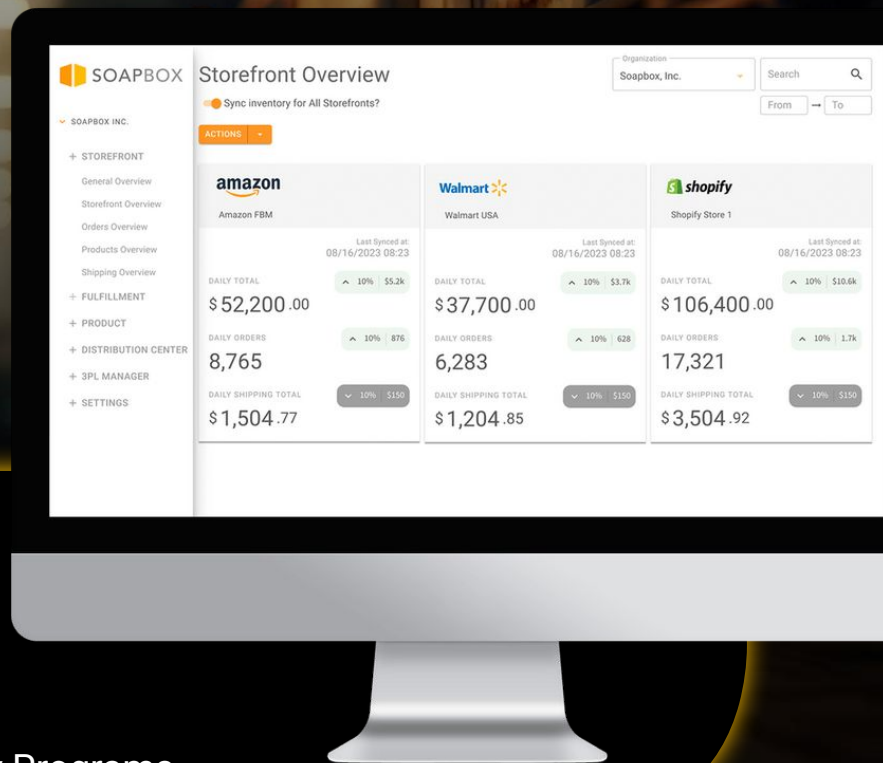 SOAPBOX
SOAPBOX INC.
+ STOREFRONT
General Overview
Storefront Overview
Orders Overview
Products Overview
Shipping Overview
+ FULFILLMENT
+ PRODUCT
+ DISTRIBUTION CENTER
+ 3PL MANAGER
+ SETTINGS
Storefront Overview
Sync inventory for All Storefronts?
ACTIONS
Organization
Soapbox, Inc.
Search
From → To
amazon
Amazon FBM
Last Synced at:
08/16/2023 08:23
DAILY TOTAL
10% $5.2k
$52,200.00
DAILY ORDERS
10% 876
8,765
DAILY SHIPPING TOTAL
10% $150
$1,504.77
Walmart
Walmart USA
Last Synced at:
08/16/2023 08:23
DAILY TOTAL
10% $3.7k
$37,700.00
DAILY ORDERS
10% 628
6,283
DAILY SHIPPING TOTAL
10% $150
$1,204.85
shopify
Shopify Store 1
Last Synced at:
08/16/2023 08:23
DAILY TOTAL
10% $10.6k
$106,400.00
DAILY ORDERS
10% 1.7k
17,321
DAILY SHIPPING TOTAL
10% $150
$3,504.92